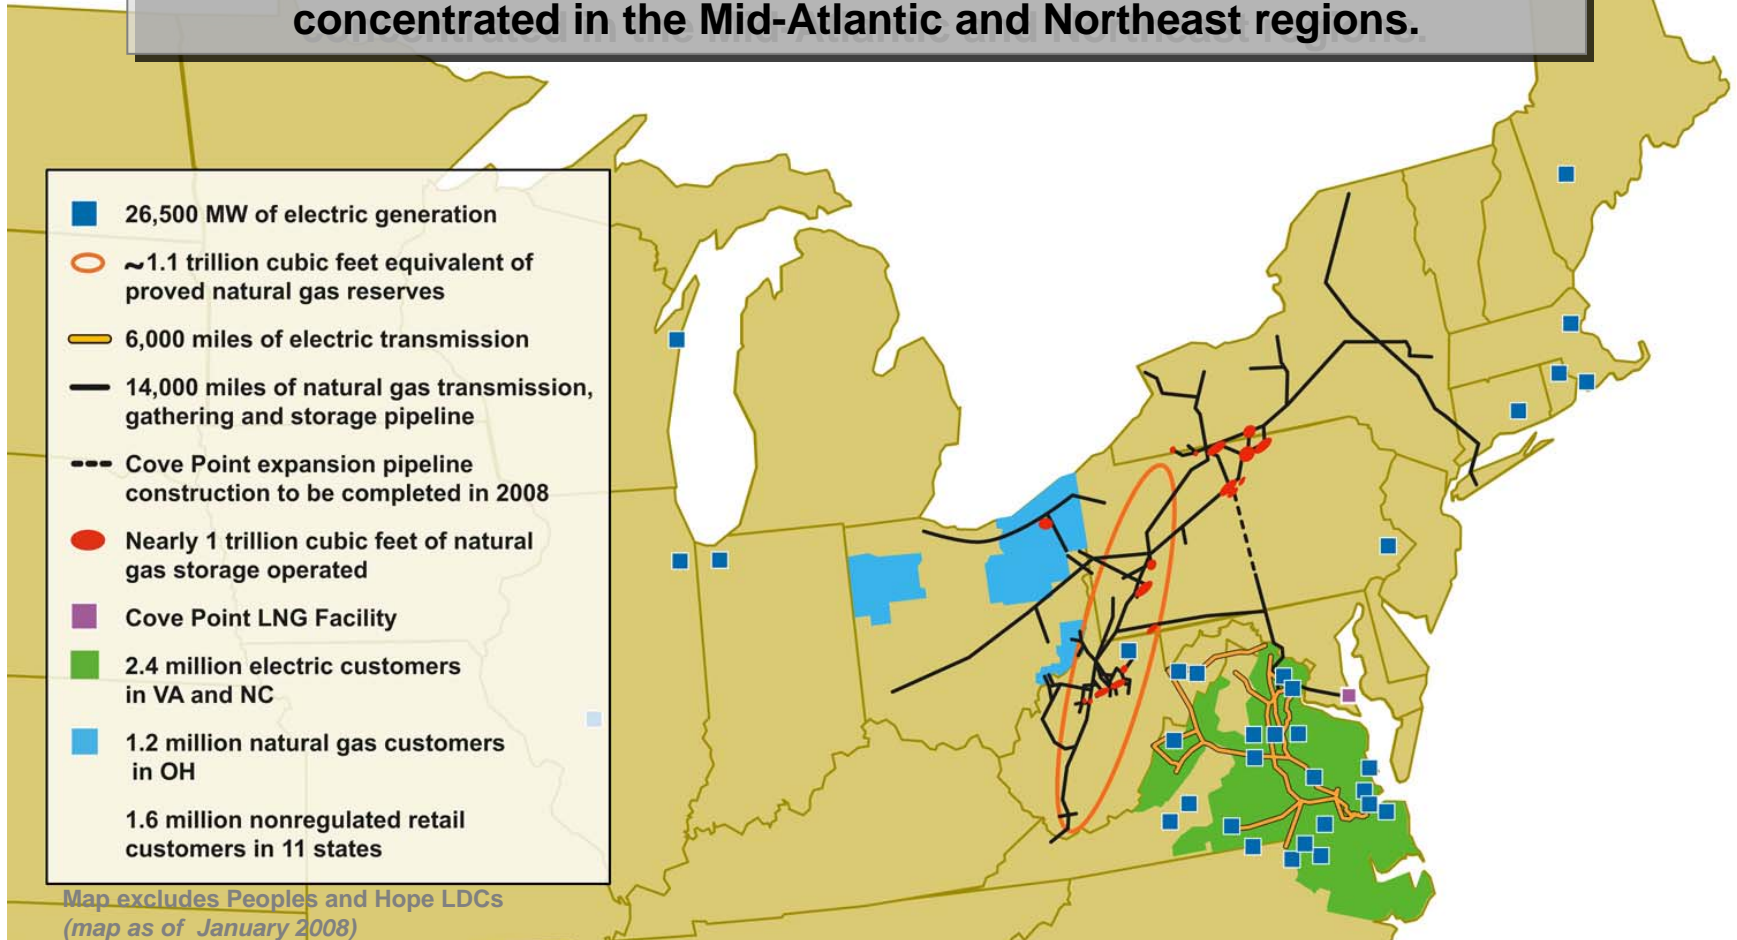 concentrated in the Mid-Atlantic and Northeast regions.
26,500 MW of electric generation
~1.1 trillion cubic feet equivalent of
proved natural gas reserves
6,000 miles of electric transmission
14,000 miles of natural gas transmission,
gathering and storage pipeline
Cove Point expansion pipeline
construction to be completed in 2008
Nearly 1 trillion cubic feet of natural
gas storage operated
Cove Point LNG Facility
2.4 million electric customers
in VA and NC
1.2 million natural gas customers
in OH
1.6 million nonregulated retail
customers in 11 states
Map excludes Peoples and Hope LDCs
(map as of January 2008)